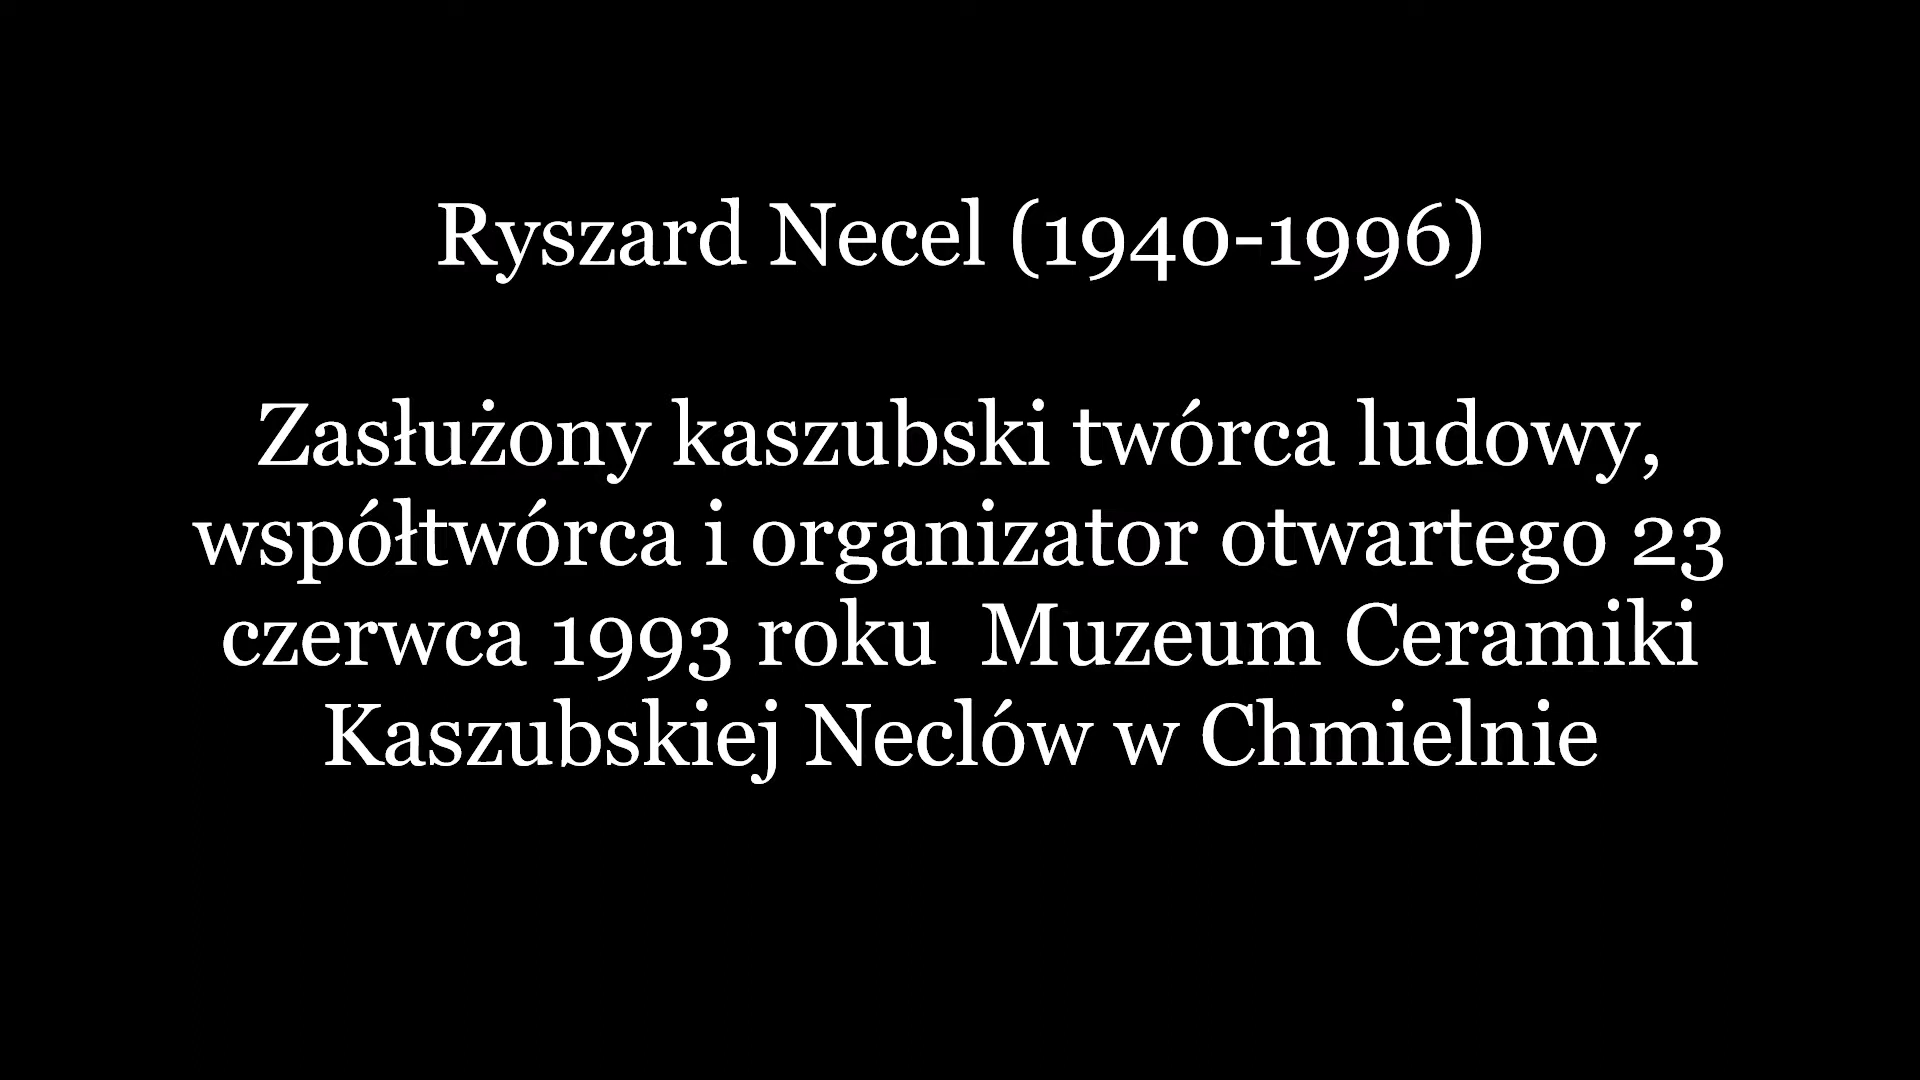 Ryszard Necel (1940-1996)
Zasłużony kaszubski twórca ludowy,
współtwórca i organizator otwartego 23
czerwca 1993 roku  Muzeum Ceramiki
Kaszubskiej Neclów w Chmielnie